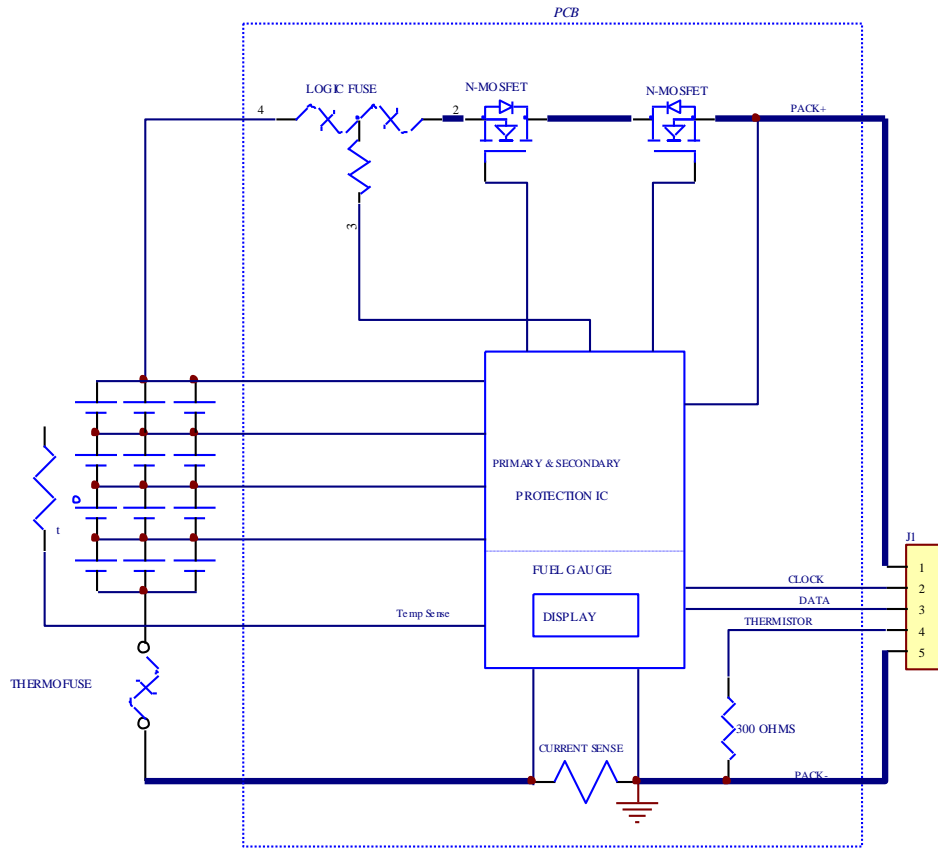 PCB
LOGIC FUSE
N-MOSFET
N-MOSFET
4
2
PACK+
3
PRIMARY & SECONDARY
PROTECTION IC
t
J1
FUEL GAUGE
1
CLOCK
2
DATA
3
DISPLAY
Temp Sense
THERMISTOR
4
5
THERMOFUSE
300 OHMS
CURRENT SENSE
PACK-